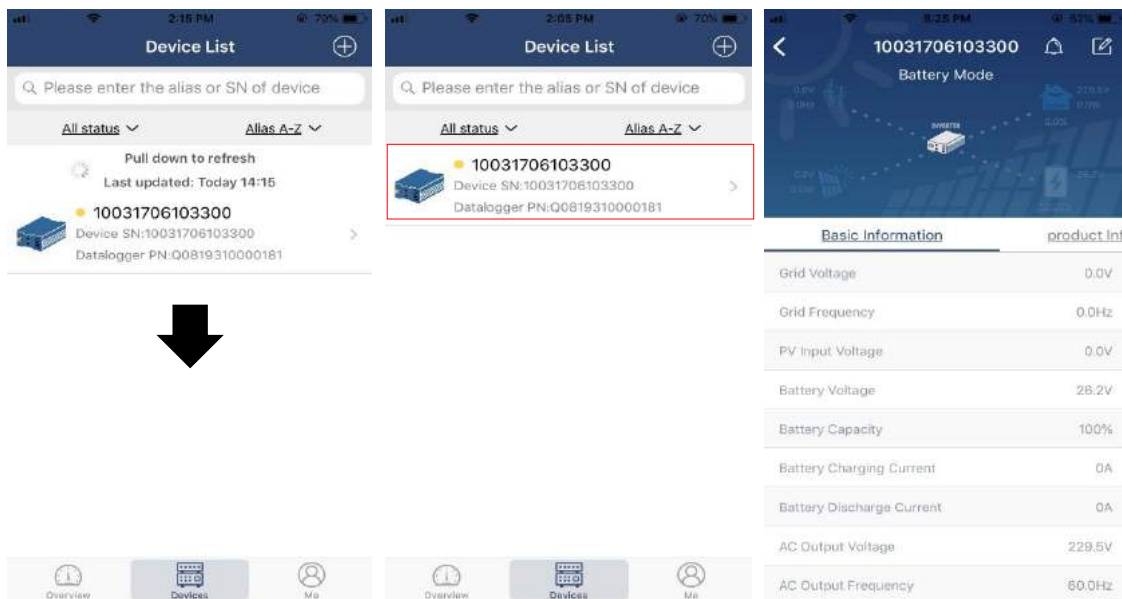 2:15 PM
70%
Device List
Please enter the alias or SN of device
All status
Alias A-Z
Pull down to refresh
Last updated: Today 14:15
10031706103300
Device SN:10031706103300
Datalogger PN:Q0819310000181
Overview
Devices
Me
2:05 PM
70%
Device List
Please enter the alias or SN of device
All status
Alias A-Z
10031706103300
Device SN:10031706103300
Datalogger PN:Q0819310000181
Overview
Devices
Me
10031706103300
Battery Mode
0.0V
0.0Hz
INVERTER
Basic Information
product Inf
Grid Voltage 0.0V
Grid Frequency 0.0Hz
PV Input Voltage 0.0V
Battery Voltage 26.2V
Battery Capacity 100%
Battery Charging Current 0A
Battery Discharge Current 0A
AC Output Voltage 229.5V
AC Output Frequency 60.0Hz